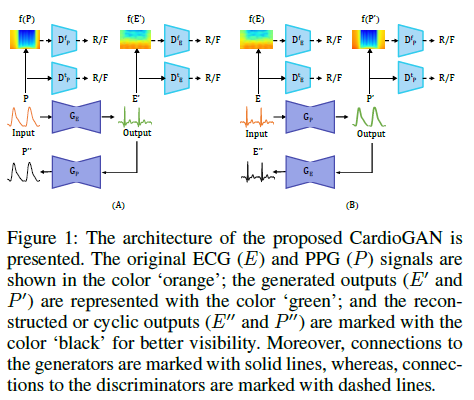 f(P) f(E') f(E) f(P')
D^f_P R/F D^f_E R/F D^f_E R/F D^f_P R/F
D^t_P R/F D^t_E R/F D^t_E R/F D^t_P R/F
P E' E P'
G_E G_P
Input Output Input Output
P'' E''
G_P G_E
(A) (B)
Figure 1: The architecture of the proposed CardioGAN is
presented. The original ECG (E) and PPG (P) signals are
shown in the color ‘orange’; the generated outputs (E′ and
P′) are represented with the color ‘green’; and the recon-
structed or cyclic outputs (E′′ and P′′) are marked with the
color ‘black’ for better visibility. Moreover, connections to
the generators are marked with solid lines, whereas, connec-
tions to the discriminators are marked with dashed lines.